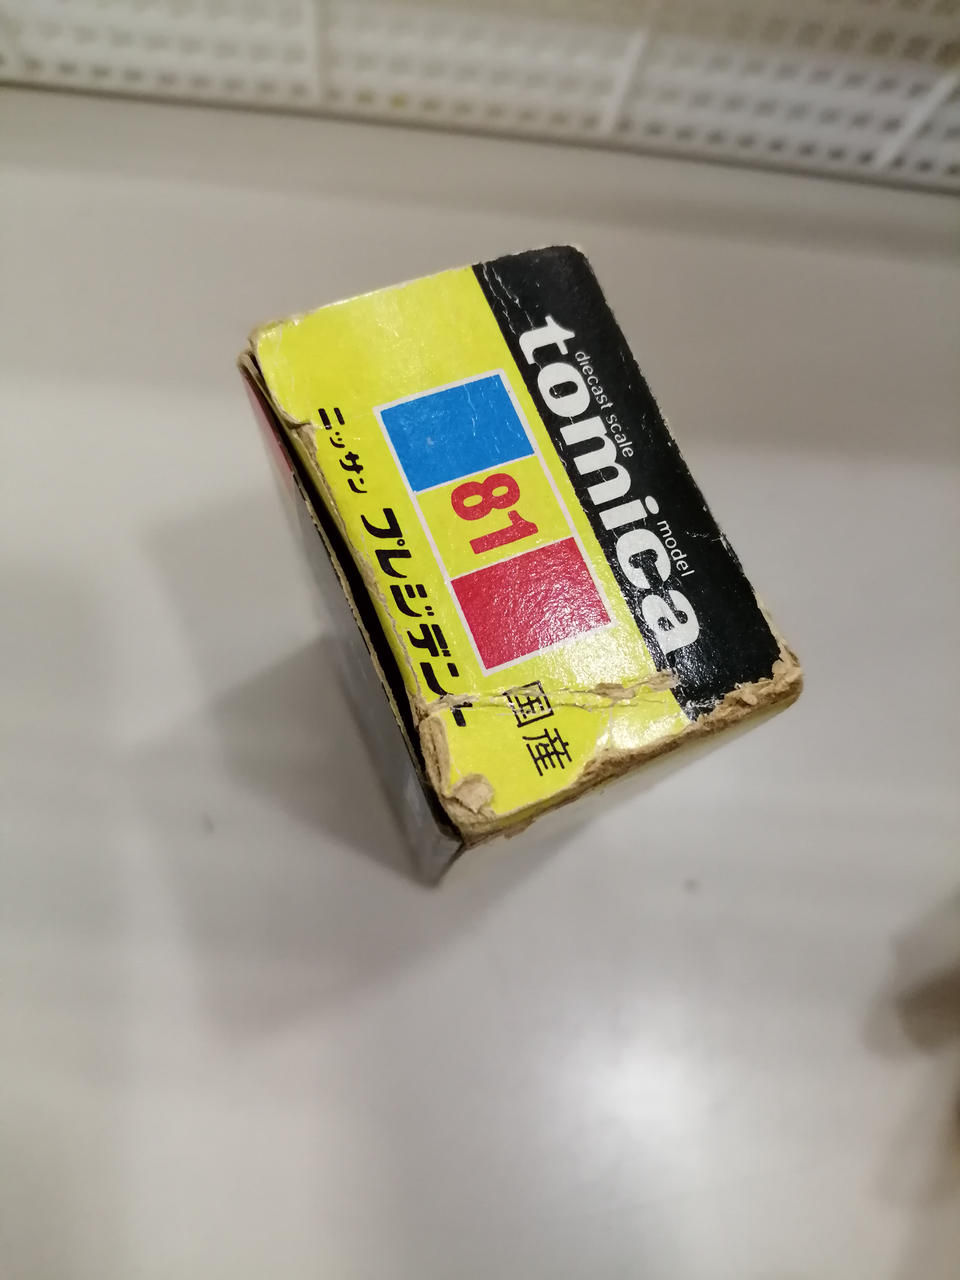 diecast scale model
tomica
81
国産
ニッサン プレジデント